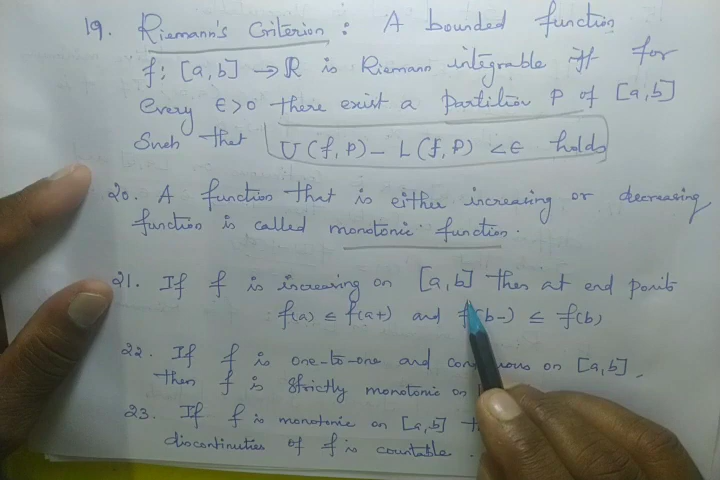 19. Riemann's Criterion : A bounded function
f : [a,b] → ℝ is Riemann integrable iff for
every ϵ>0 there exist a partition P of [a,b]
Such that U(f,P) – L(f,P) < ϵ holds
20. A function that is either increasing or decreasing
function is called monotonic function.
21. If f is increasing on [a,b] then at end points
f(a) ≤ f(a+) and f(b-) ≤ f(b)
22. If f is one-to-one and on [a,b],
then f is strictly monotonic on
23. If f is monotonic on [a,b]
discontinuties of f is countable.